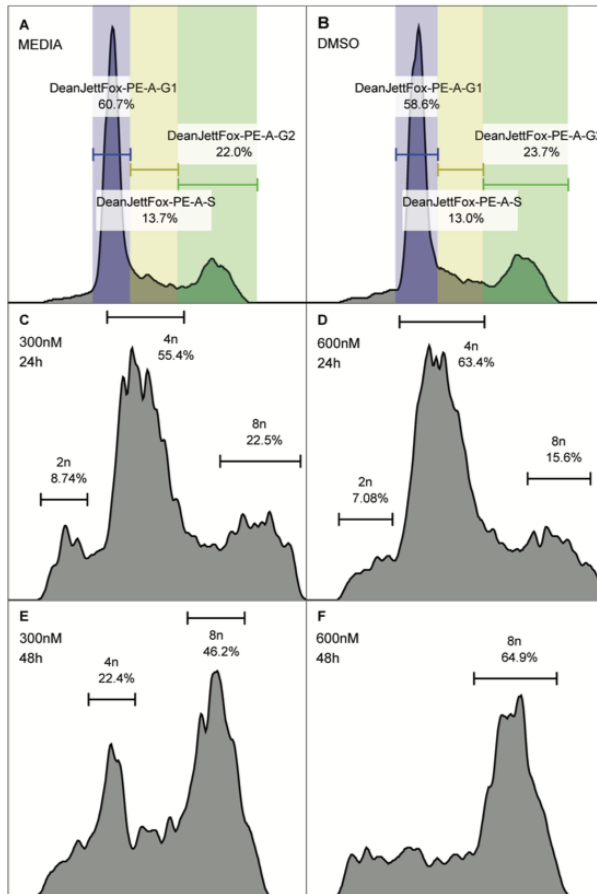 A
MEDIA
DeanJettFox-PE-A-G1
60.7%
DeanJettFox-PE-A-G2
22.0%
DeanJettFox-PE-A-S
13.7%
B
DMSO
DeanJettFox-PE-A-G1
58.6%
DeanJettFox-PE-A-G2
23.7%
DeanJettFox-PE-A-S
13.0%
C
300nM
24h
4n
55.4%
8n
22.5%
2n
8.74%
D
600nM
24h
4n
63.4%
8n
15.6%
2n
7.08%
E
300nM
48h
8n
46.2%
4n
22.4%
F
600nM
48h
8n
64.9%